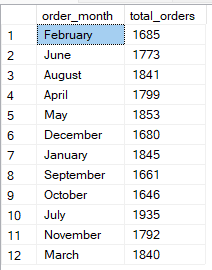 order_month total_orders
1 February 1685
2 June 1773
3 August 1841
4 April 1799
5 May 1853
6 December 1680
7 January 1845
8 September 1661
9 October 1646
10 July 1935
11 November 1792
12 March 1840